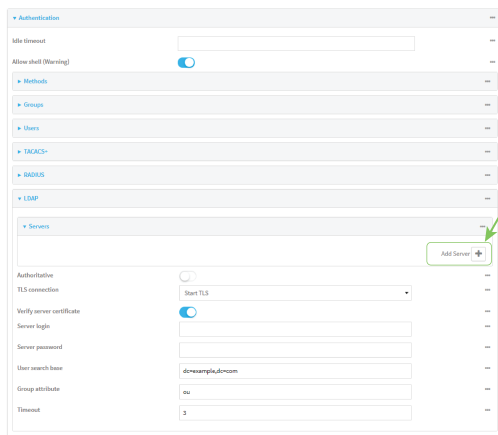 Authentication
Idle timeout
Allow shell (Warning)
Methods
Groups
Users
TACACS+
RADIUS
LDAP
Servers
Add Server
Authoritative
TLS connection Start TLS
Verify server certificate
Server login
Server password
User search base dc=example,dc=com
Group attribute ou
Timeout 3